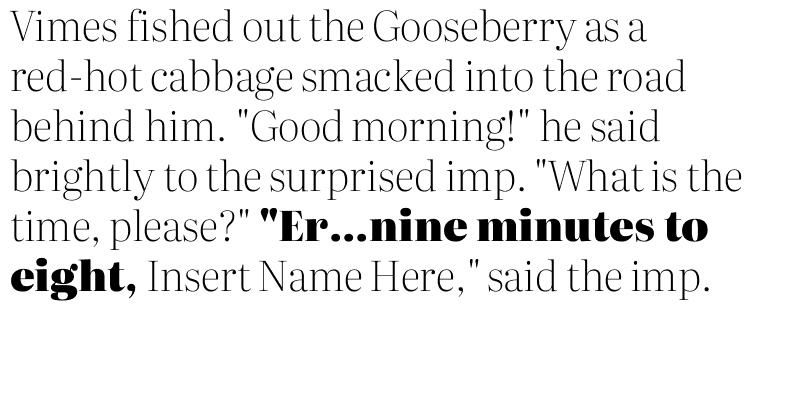 Vimes fished out the Gooseberry as a
red-hot cabbage smacked into the road
behind him. "Good morning!" he said
brightly to the surprised imp. "What is the
time, please?" "Er...nine minutes to
eight, Insert Name Here," said the imp.